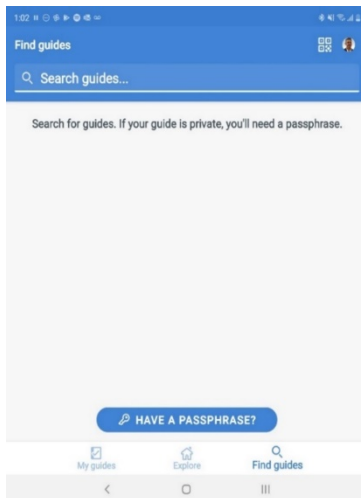 1:02
Find guides
Search guides...
Search for guides. If your guide is private, you'll need a passphrase.
HAVE A PASSPHRASE?
My guides
Explore
Find guides